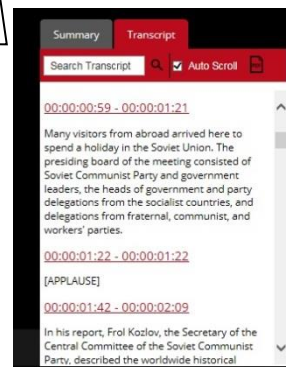 Summary Transcript
Search Transcript Auto Scroll
00:00:00:59 - 00:00:01:21
Many visitors from abroad arrived here to
spend a holiday in the Soviet Union. The
presiding board of the meeting consisted of
Soviet Communist Party and government
leaders, the heads of government and party
delegations from the socialist countries, and
delegations from fraternal, communist, and
workers' parties.
00:00:01:22 - 00:00:01:22
[APPLAUSE]
00:00:01:42 - 00:00:02:09
In his report, Frol Kozlov, the Secretary of the
Central Committee of the Soviet Communist
Party, described the worldwide historical